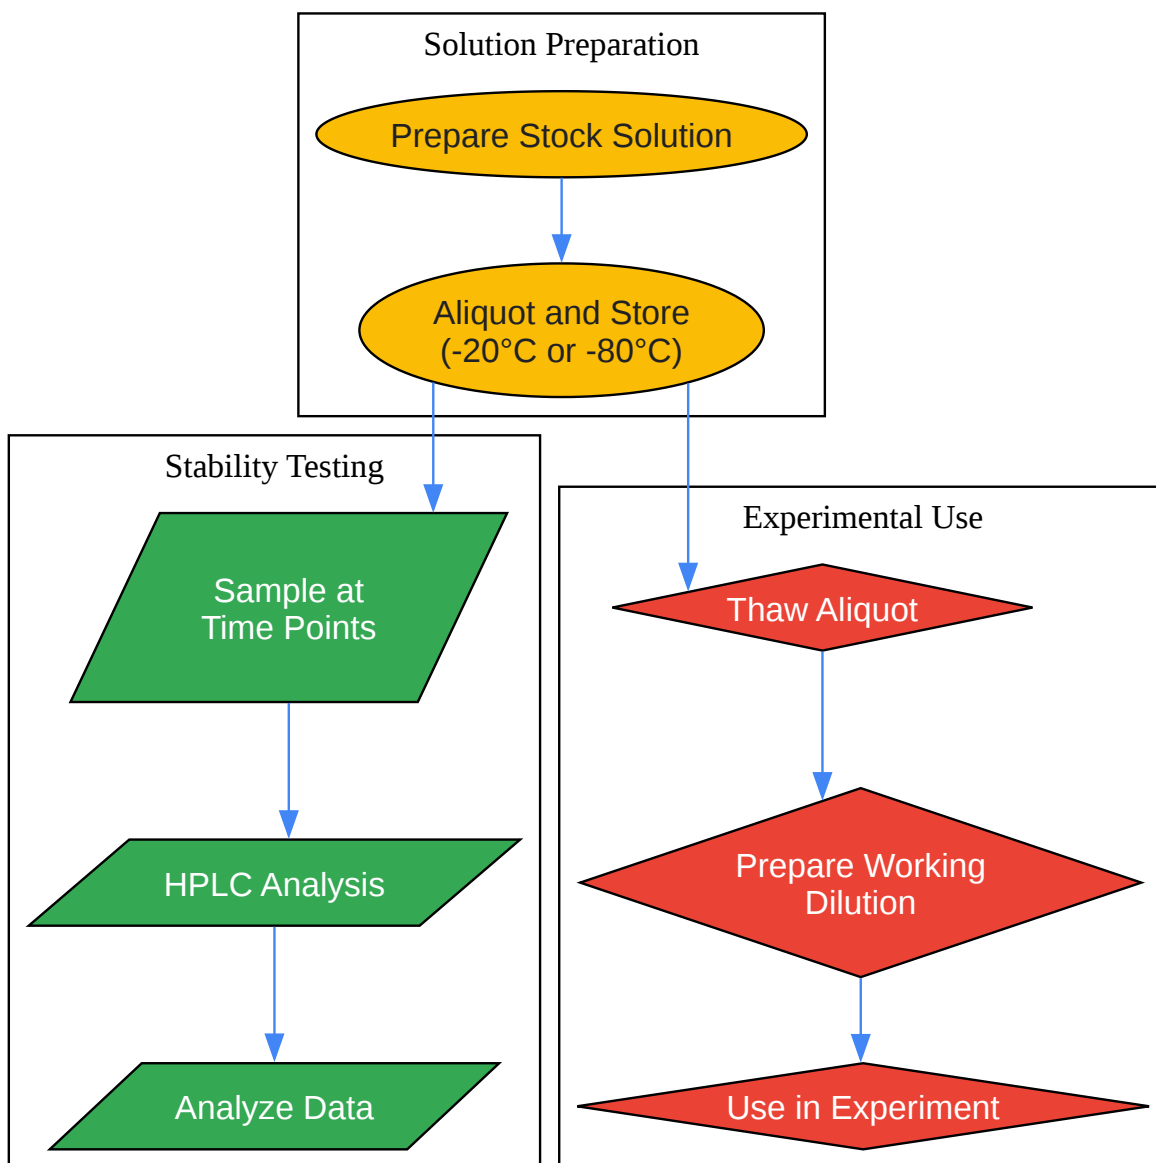 Solution Preparation
Prepare Stock Solution
Aliquot and Store
(-20°C or -80°C)
Stability Testing
Sample at
Time Points
HPLC Analysis
Analyze Data
Experimental Use
Thaw Aliquot
Prepare Working
Dilution
Use in Experiment